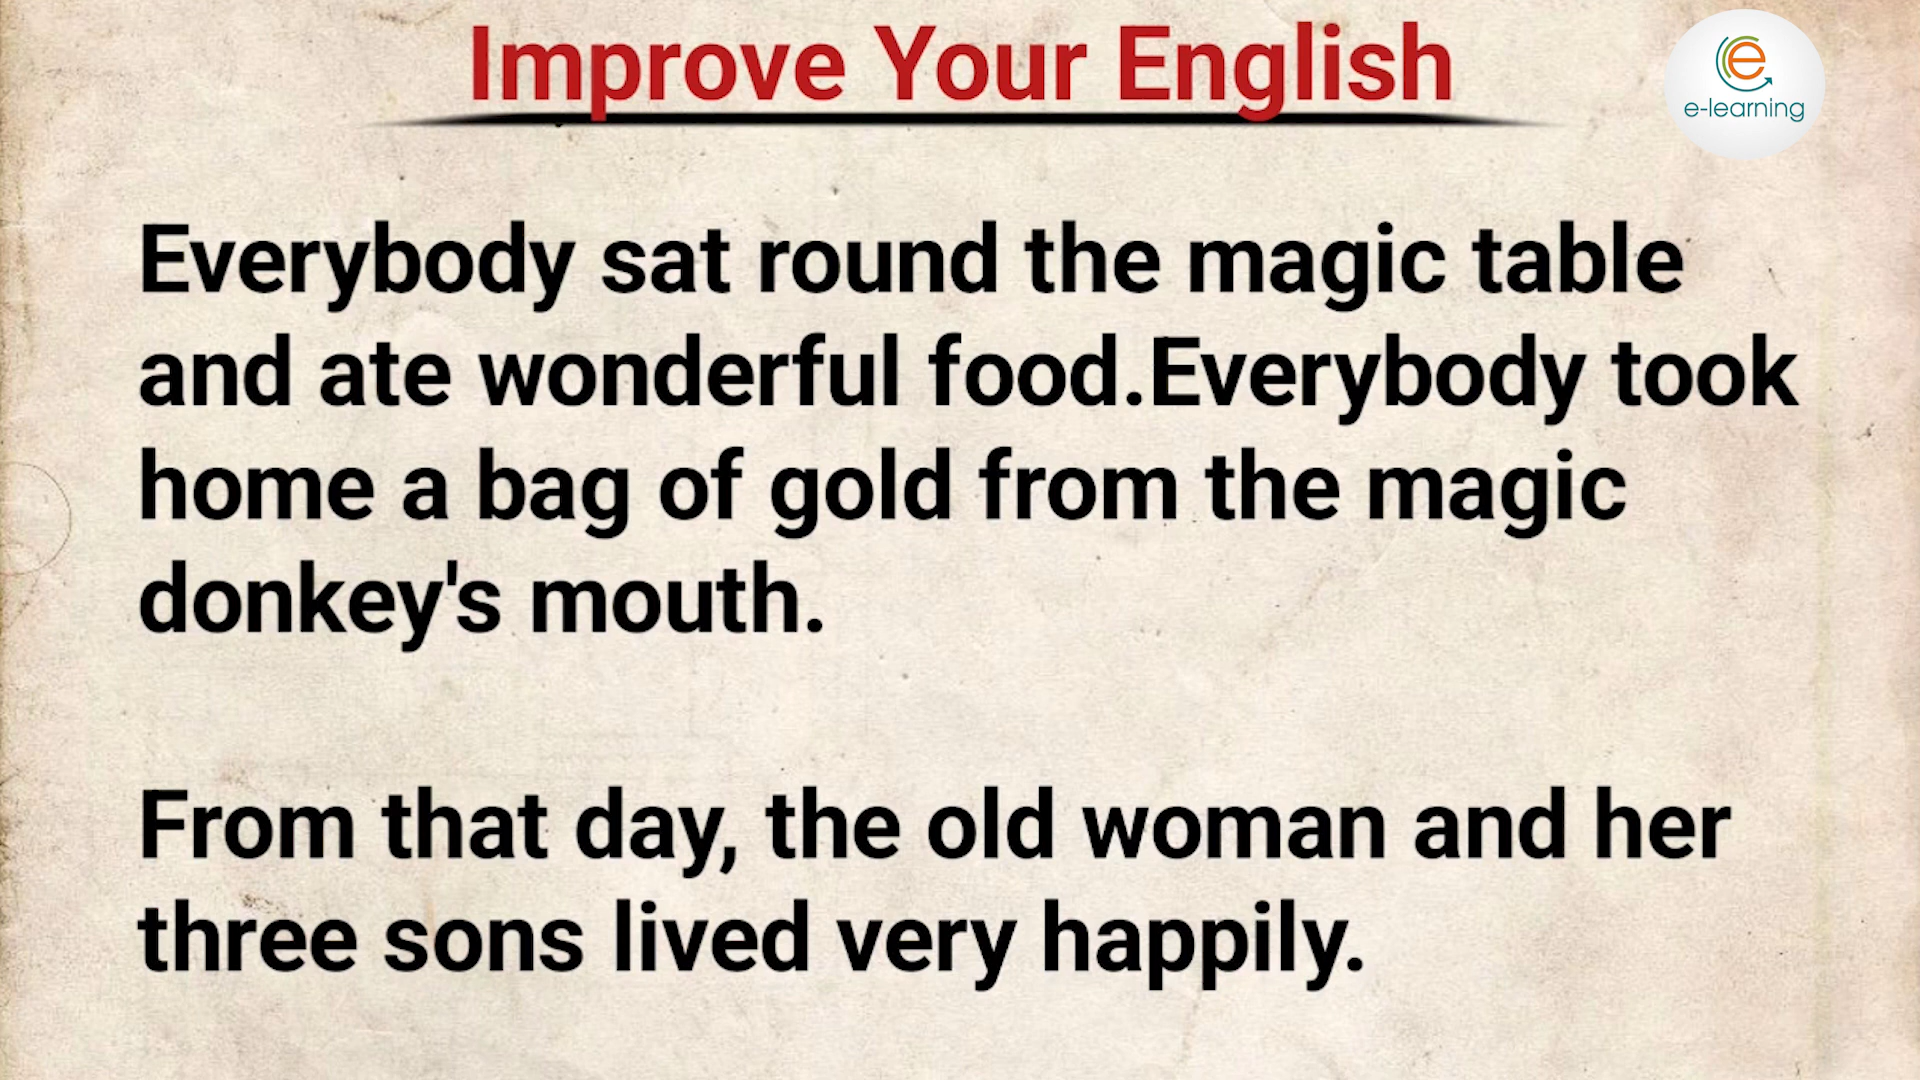 Improve Your English
e-learning
Everybody sat round the magic table
and ate wonderful food.Everybody took
home a bag of gold from the magic
donkey's mouth.
From that day, the old woman and her
three sons lived very happily.